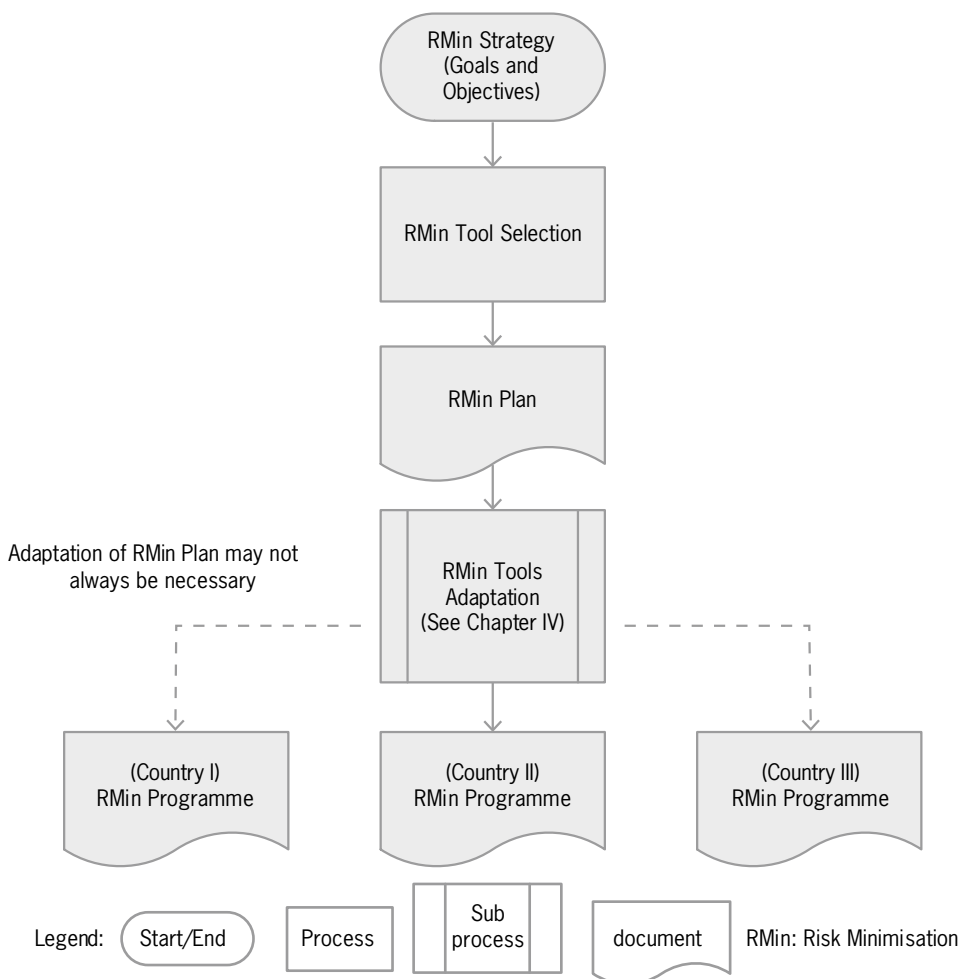 RMin Strategy
(Goals and
Objectives)
RMin Tool Selection
RMin Plan
Adaptation of RMin Plan may not
always be necessary
RMin Tools
Adaptation
(See Chapter IV)
(Country I)
RMin Programme
(Country II)
RMin Programme
(Country III)
RMin Programme
Legend:
Start/End
Process
Sub
process
document
RMin: Risk Minimisation